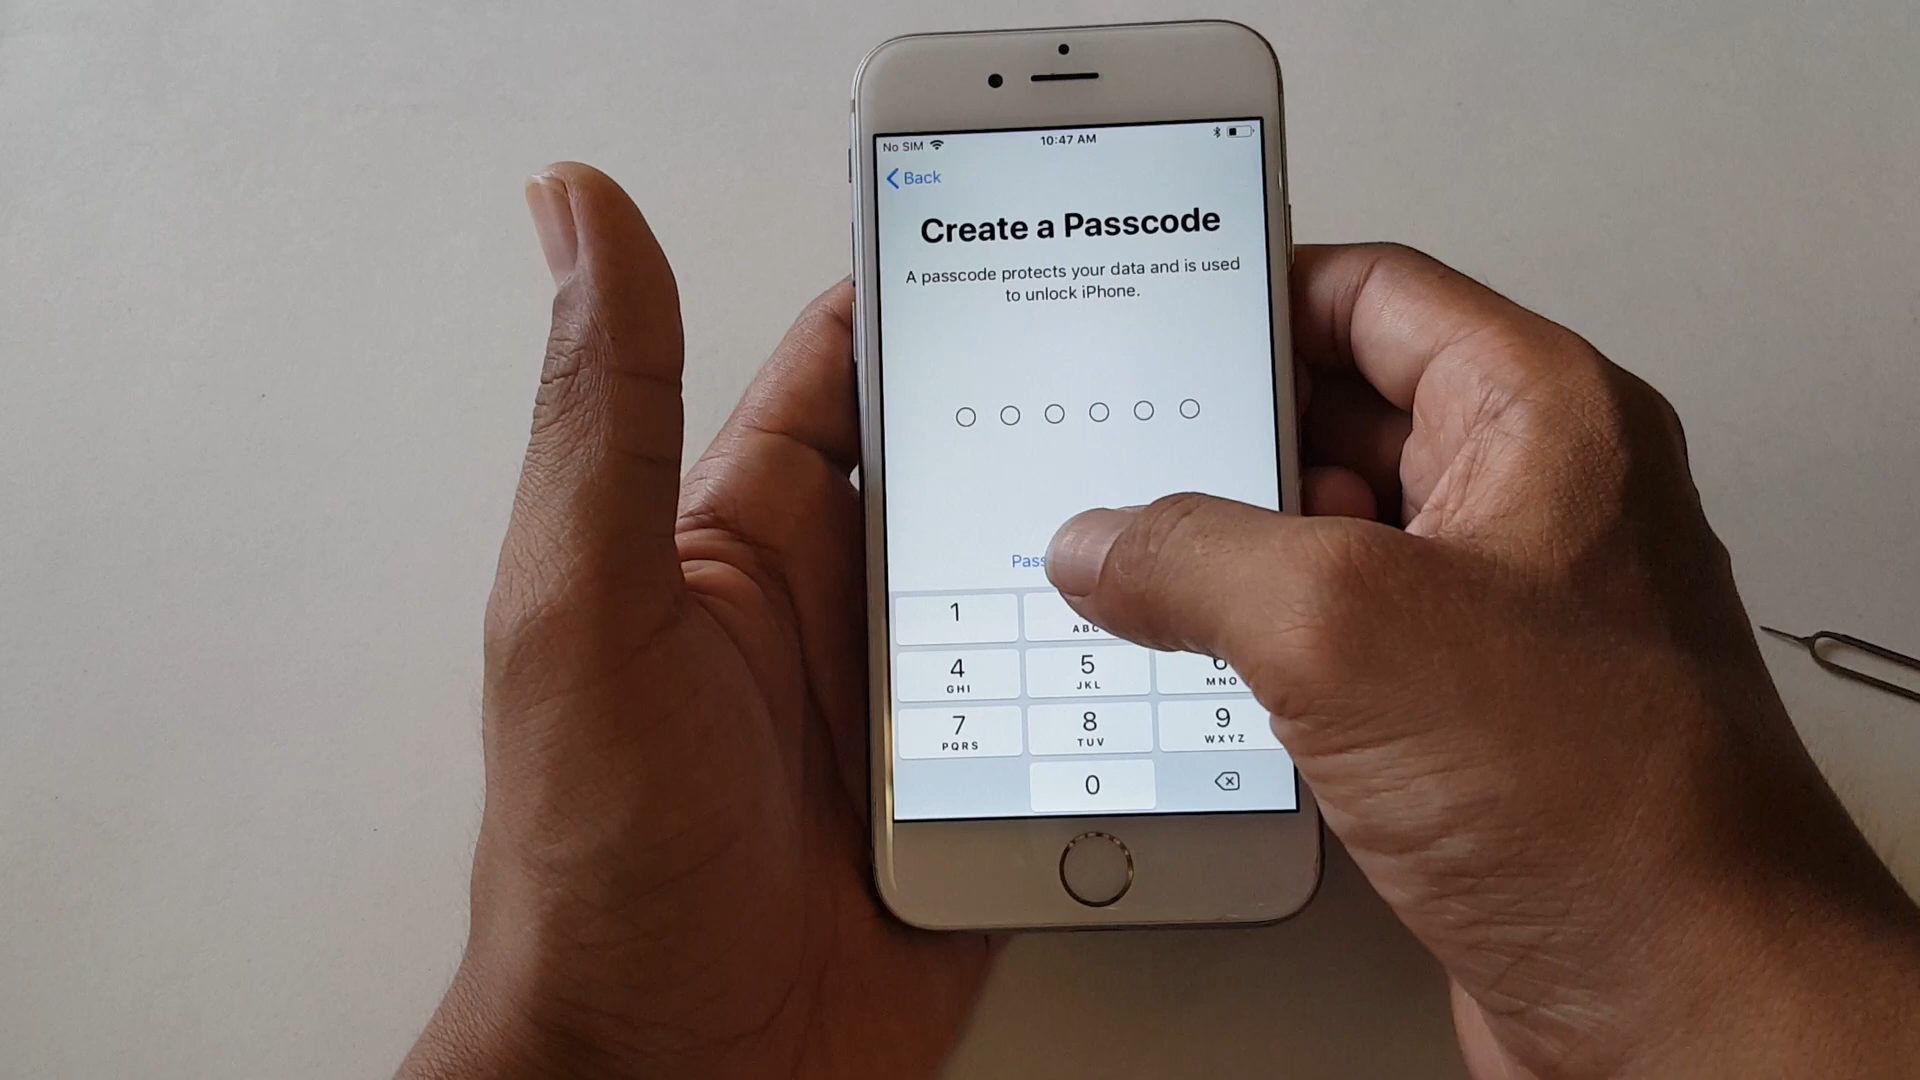 No SIM 10:47 AM
Back
Create a Passcode
A passcode protects your data and is used
to unlock iPhone.
1
ABC
4 5
GHI JKL MNO
7 8 9
PQRS TUV WXYZ
0